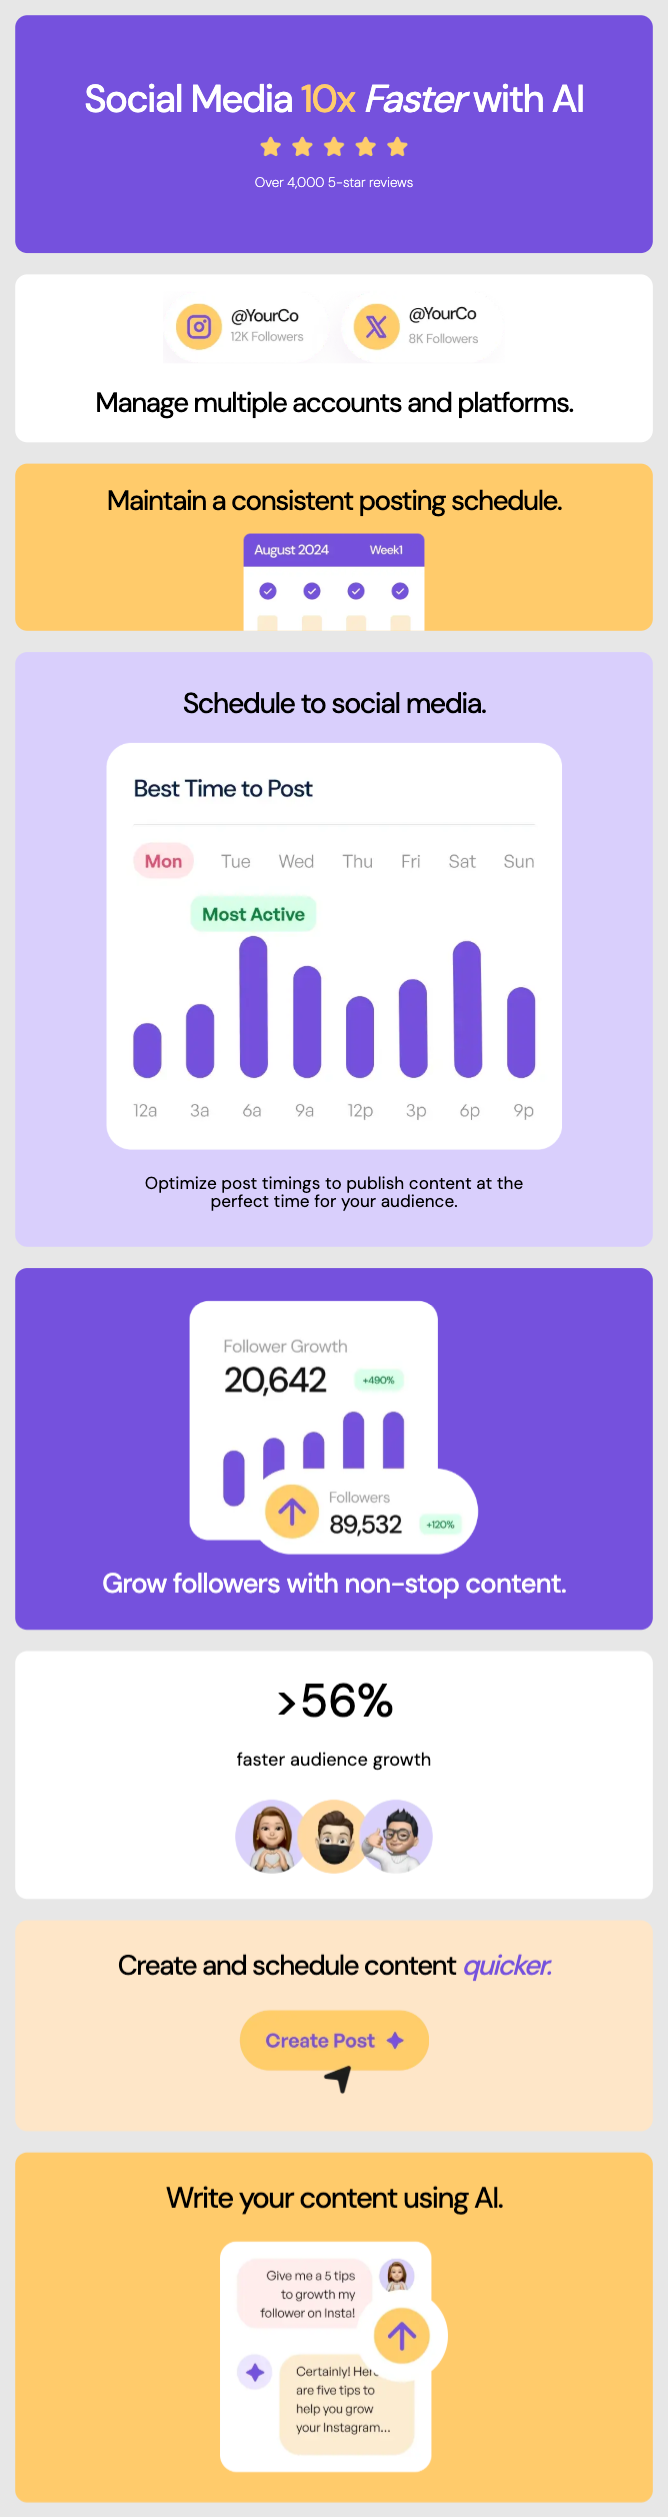 Social Media 10x Faster with AI
Over 4,000 5-star reviews
@YourCo
12K Followers
@YourCo
8K Followers
Manage multiple accounts and platforms.
Maintain a consistent posting schedule.
August 2024 Week1
Schedule to social media.
Best Time to Post
Mon Tue Wed Thu Fri Sat Sun
Most Active
12a 3a 6a 9a 12p 3p 6p 9p
Optimize post timings to publish content at the
perfect time for your audience.
Follower Growth
20,642 +490%
Followers
89,532 +120%
Grow followers with non-stop content.
>56%
faster audience growth
Create and schedule content quicker.
Create Post
Write your content using AI.
Give me a 5 tips
to growth my
follower on Insta!
Certainly! Here
are five tips to
help you grow
your Instagram...